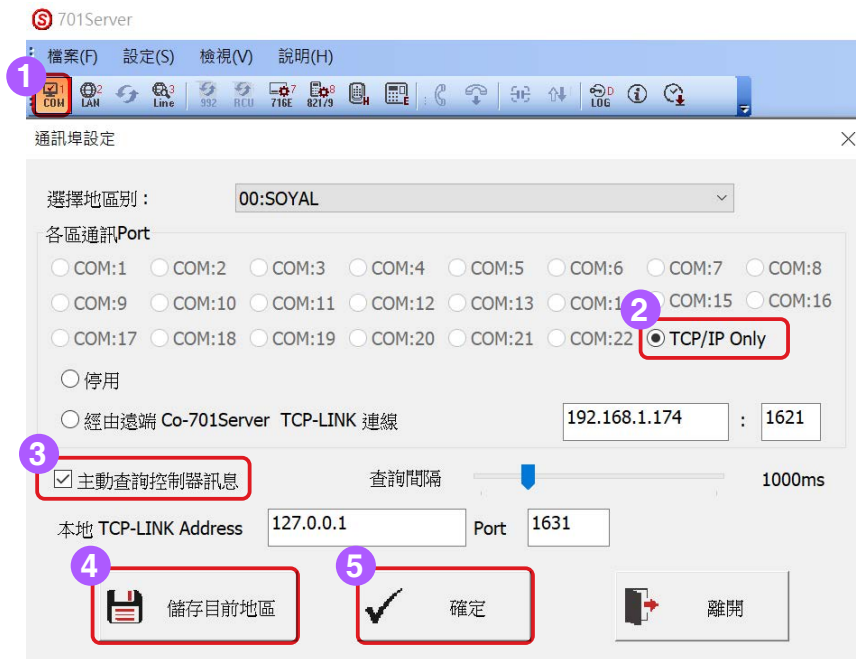 S 701Server
檔案(F) 設定(S) 檢視(V) 說明(H)
1
1 COM 2 LAN 3 Line 992 RCU 7 716E 8 821/9 H E D LOG
通訊埠設定
選擇地區別： 00:SOYAL
各區通訊Port
COM:1 COM:2 COM:3 COM:4 COM:5 COM:6 COM:7 COM:8
COM:9 COM:10 COM:11 COM:12 COM:13 COM:1 COM:15 COM:16
2
COM:17 COM:18 COM:19 COM:20 COM:21 COM:22 TCP/IP Only
停用
經由遠端 Co-701Server TCP-LINK 連線 192.168.1.174 : 1621
3
主動查詢控制器訊息 查詢間隔 1000ms
本地 TCP-LINK Address 127.0.0.1 Port 1631
4 5
儲存目前地區 確定 離開